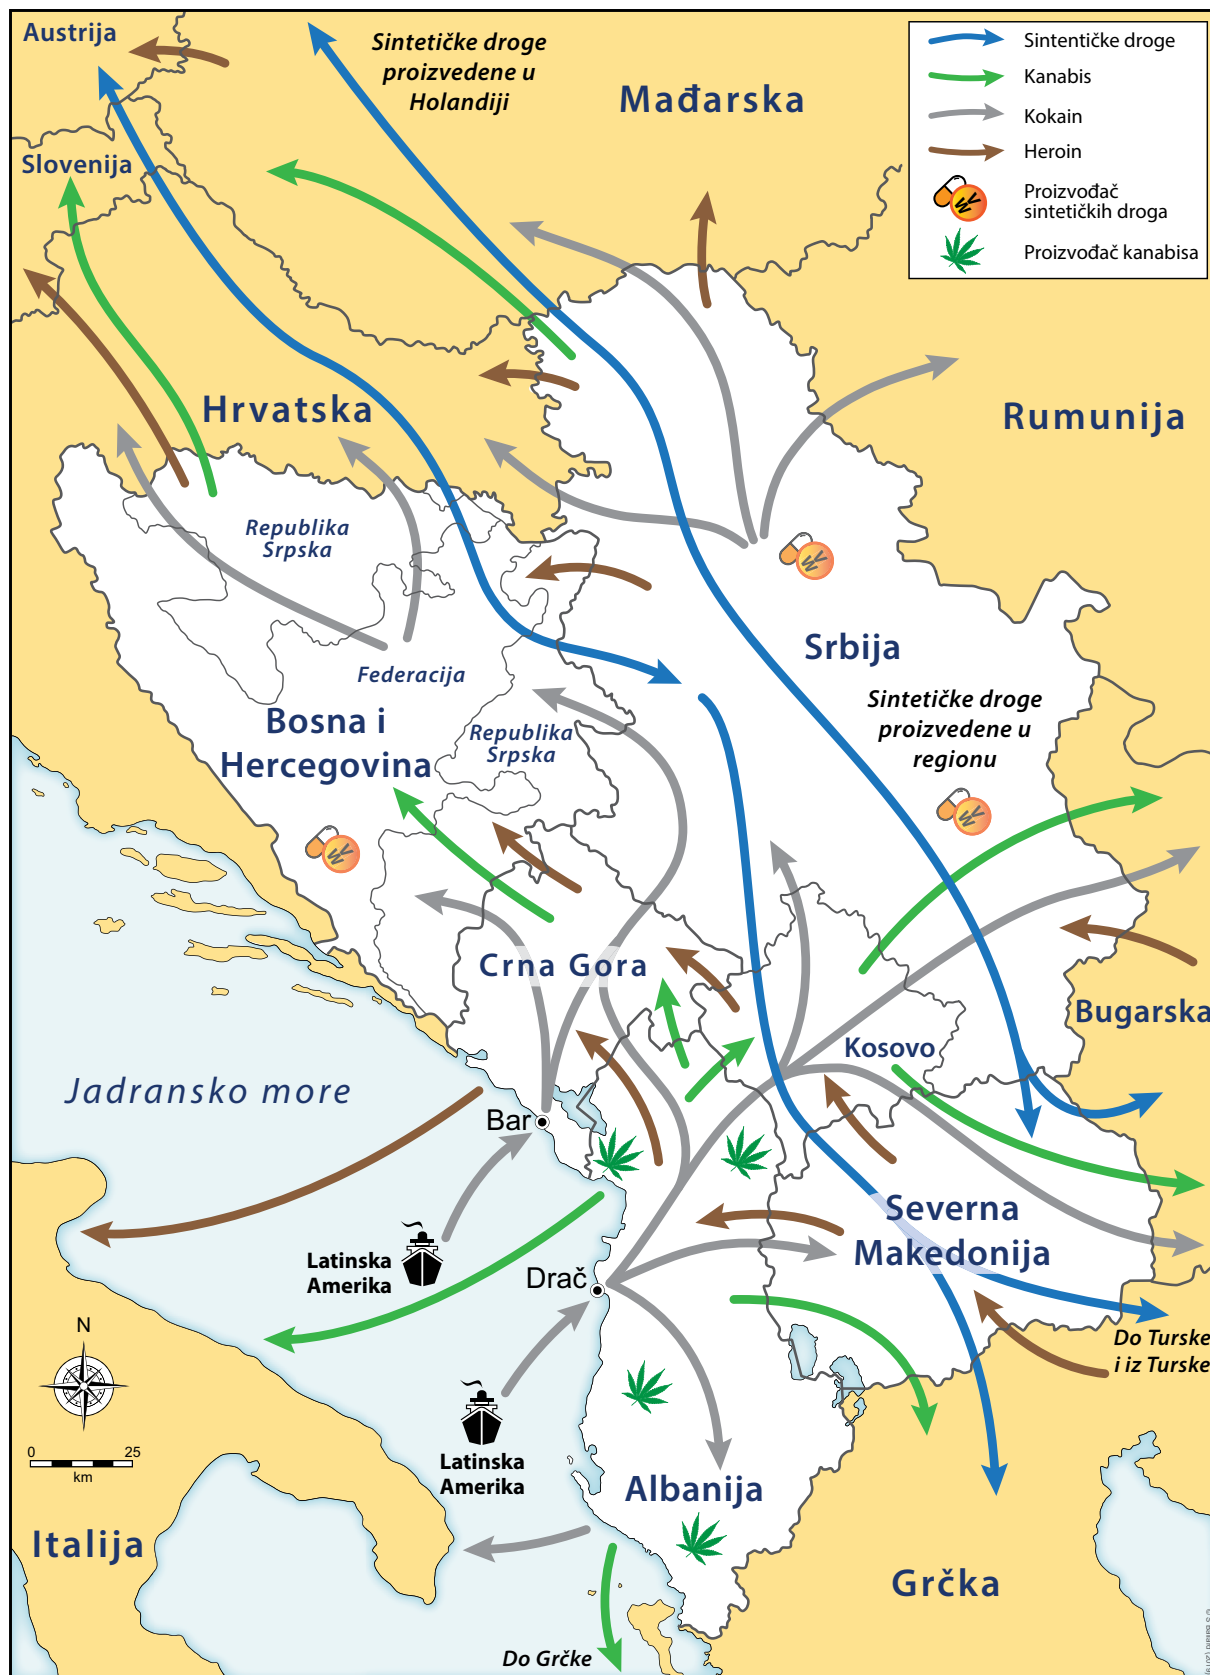 Austrija
Sintetičke droge
proizvedene u
Holandiji
Mađarska
Sintentičke droge
Kanabis
Kokain
Heroin
Proizvođač
sintetičkih droga
Proizvođač kanabisa
Slovenija
Hrvatska
Rumunija
Republika
Srpska
Federacija
Srbija
Bosna i
Hercegovina
Republika
Srpska
Sintetičke droge
proizvedene u
regionu
Crna Gora
Kosovo
Bugarska
Jadransko more
Bar
Severna
Makedonija
Latinska
Amerika
Drač
N
Do Turske
i iz Turske
0 25
km
Latinska
Amerika
Albanija
Italija
Grčka
Do Grčke